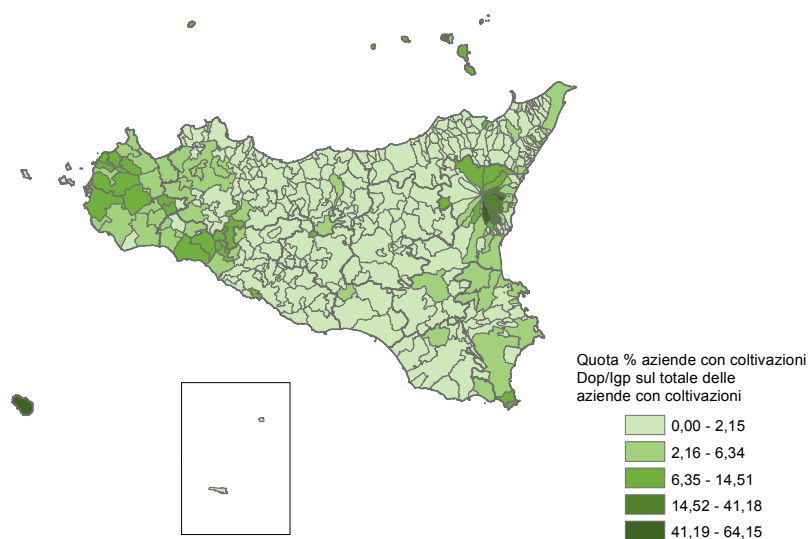 Quota % aziende con coltivazioni
Dop/Igp sul totale delle
aziende con coltivazioni
0,00 - 2,15
2,16 - 6,34
6,35 - 14,51
14,52 - 41,18
41,19 - 64,15